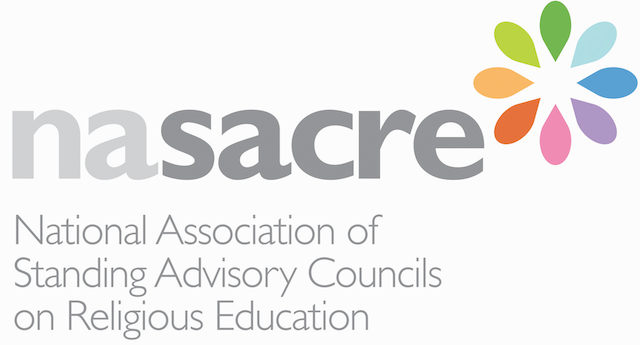 nasacre
National Association of
Standing Advisory Councils
on Religious Education